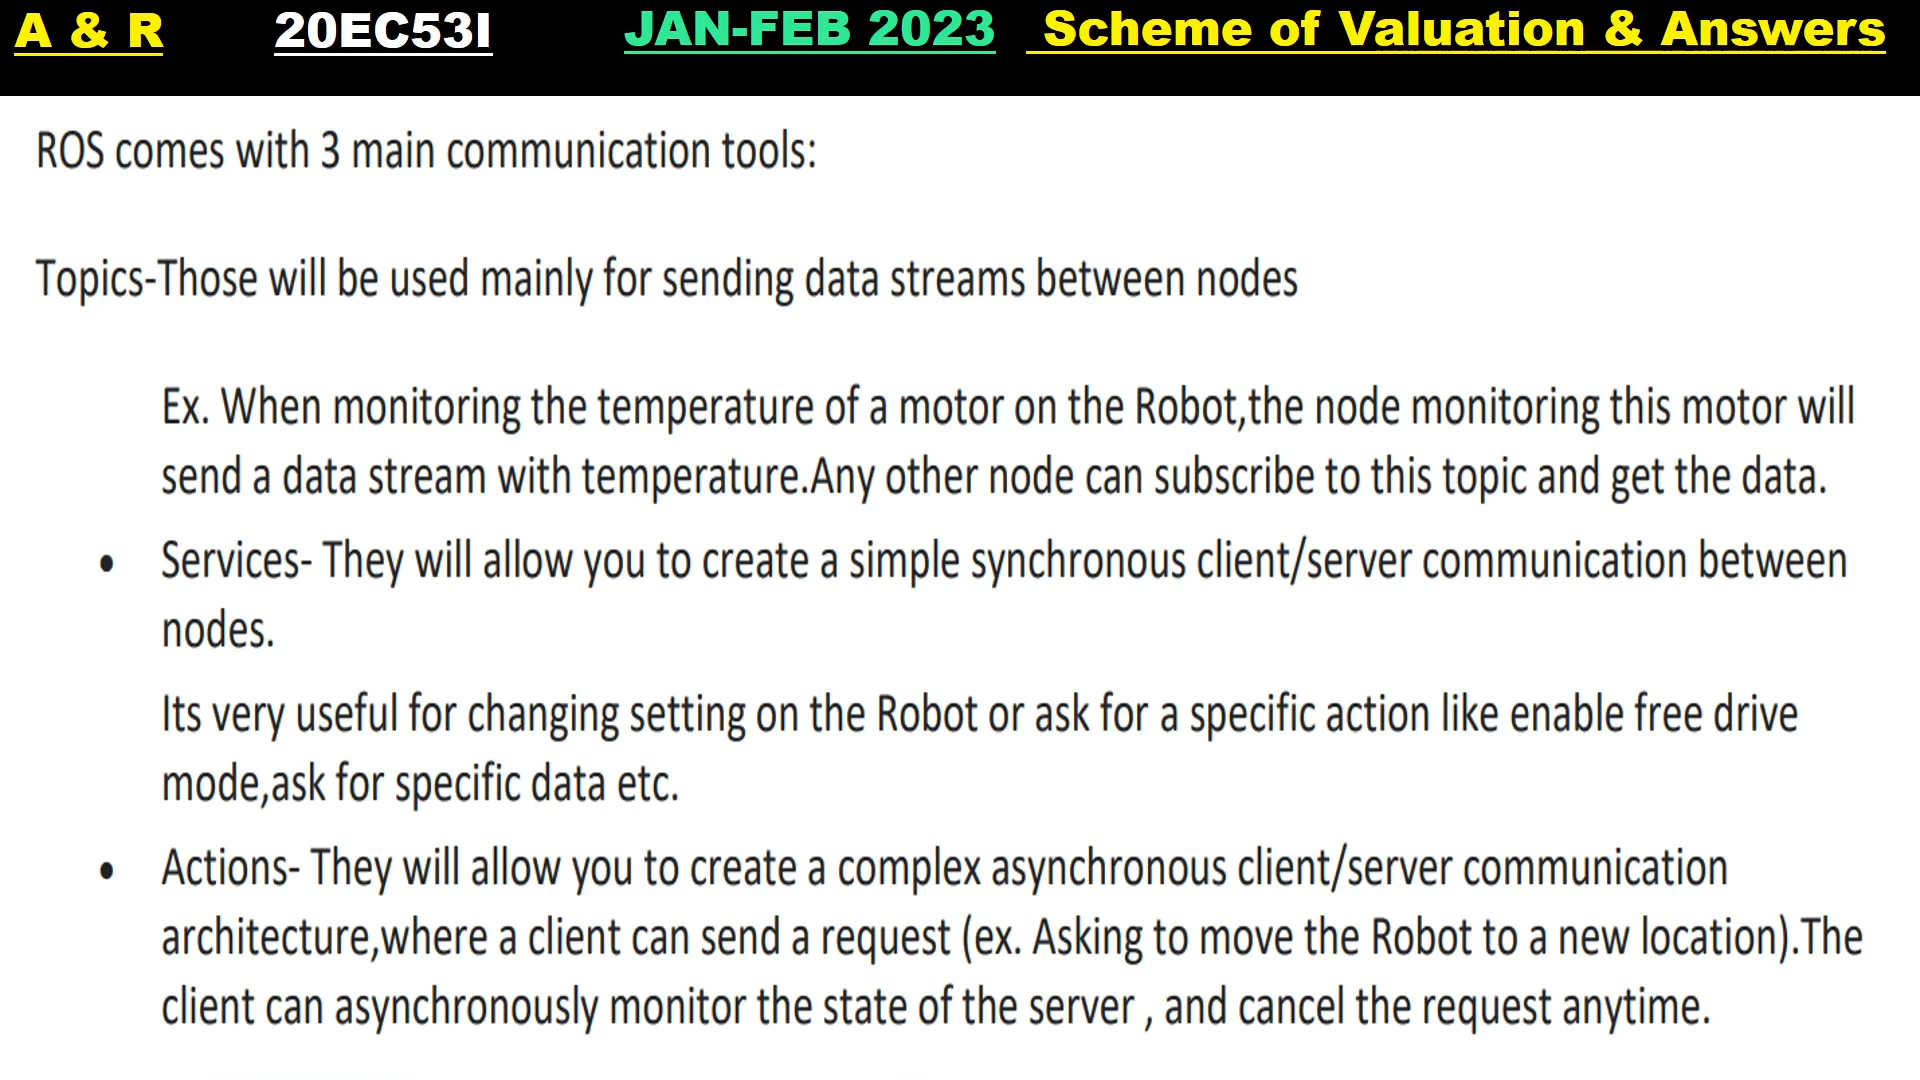 A & R 20EC53I JAN-FEB 2023 Scheme of Valuation & Answers
ROS comes with 3 main communication tools:
Topics-Those will be used mainly for sending data streams between nodes
Ex. When monitoring the temperature of a motor on the Robot,the node monitoring this motor will
send a data stream with temperature.Any other node can subscribe to this topic and get the data.
• Services- They will allow you to create a simple synchronous client/server communication between
nodes.
Its very useful for changing setting on the Robot or ask for a specific action like enable free drive
mode,ask for specific data etc.
• Actions- They will allow you to create a complex asynchronous client/server communication
architecture,where a client can send a request (ex. Asking to move the Robot to a new location).The
client can asynchronously monitor the state of the server , and cancel the request anytime.